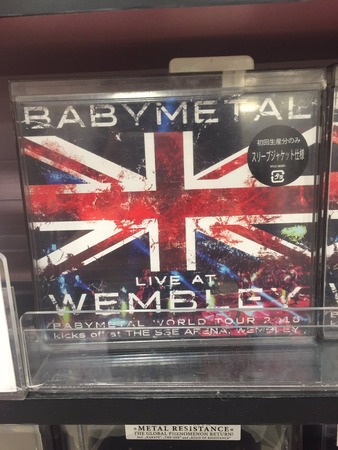 BABYMETAL
初回生産分のみ
スリーブジャケット仕様
LIVE AT
WEMBLEY
BABYMETAL WORLD TOUR 2016
kicks off at THE SSE ARENA, WEMBLEY
METAL RESISTANCE
THE GLOBAL PHENOMENON RETURN!